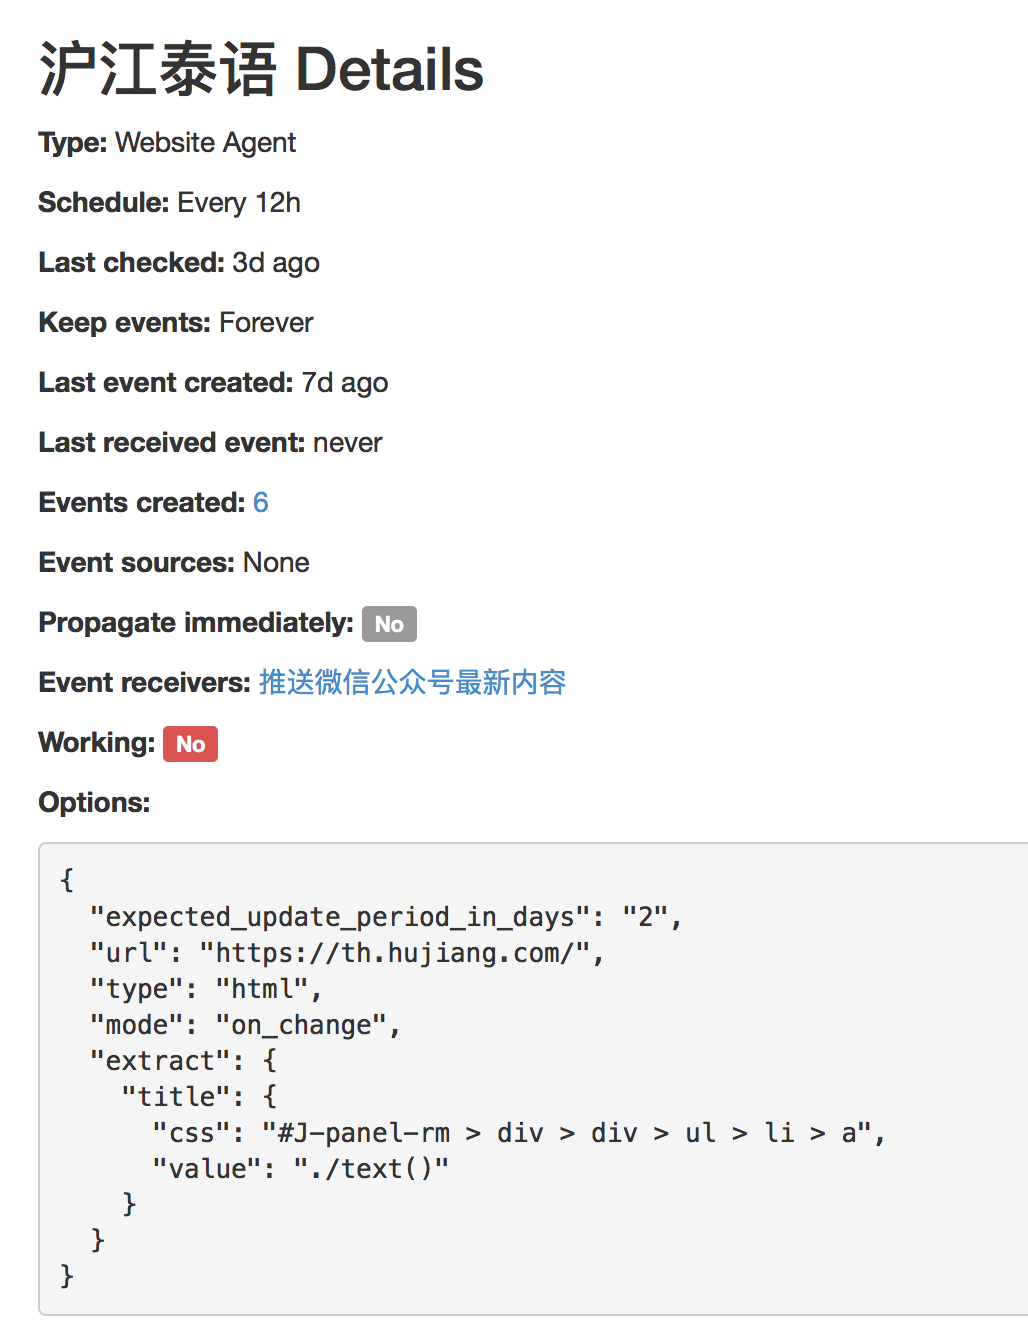 沪江泰语 Details
Type: Website Agent
Schedule: Every 12h
Last checked: 3d ago
Keep events: Forever
Last event created: 7d ago
Last received event: never
Events created: 6
Event sources: None
Propagate immediately: No
Event receivers: 推送微信公众号最新内容
Working: No
Options:
{
  "expected_update_period_in_days": "2",
  "url": "https://th.hujiang.com/",
  "type": "html",
  "mode": "on_change",
  "extract": {
    "title": {
      "css": "#J-panel-rm > div > div > ul > li > a",
      "value": "./text()"
    }
  }
}